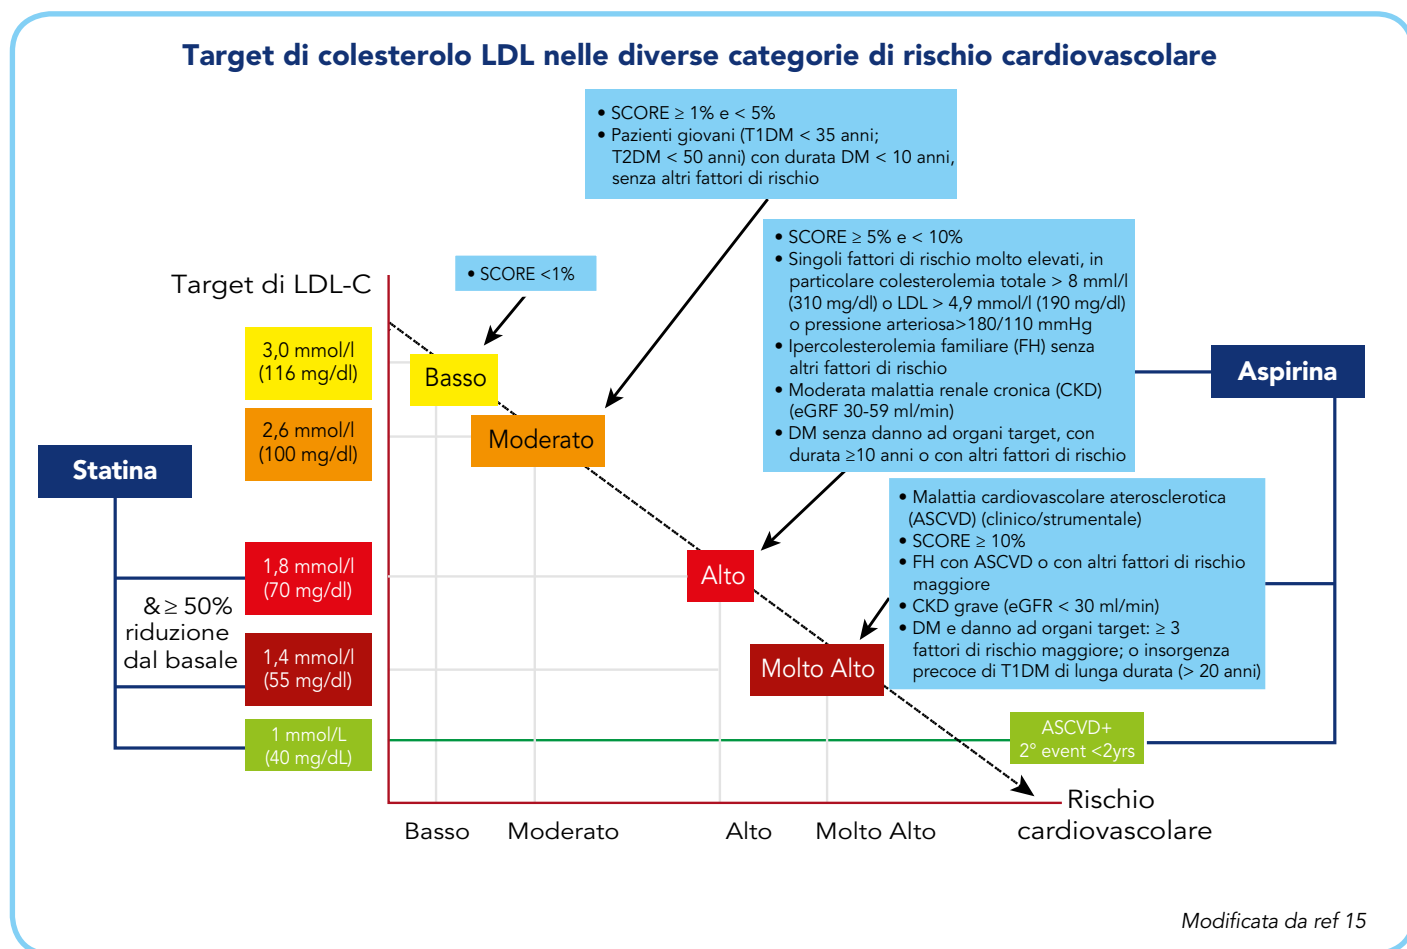 Target di colesterolo LDL nelle diverse categorie di rischio cardiovascolare
• SCORE ≥ 1% e < 5%
• Pazienti giovani (T1DM < 35 anni;
T2DM < 50 anni) con durata DM < 10 anni,
senza altri fattori di rischio
• SCORE ≥ 5% e < 10%
• Singoli fattori di rischio molto elevati, in
particolare colesterolemia totale > 8 mml/l
(310 mg/dl) o LDL > 4,9 mmol/l (190 mg/dl)
o pressione arteriosa>180/110 mmHg
• Ipercolesterolemia familiare (FH) senza
altri fattori di rischio
• Moderata malattia renale cronica (CKD)
(eGRF 30-59 ml/min)
• DM senza danno ad organi target, con
durata ≥10 anni o con altri fattori di rischio
• SCORE <1%
Target di LDL-C
3,0 mmol/l
(116 mg/dl)
Basso
Aspirina
2,6 mmol/l
(100 mg/dl)
Moderato
Statina
• Malattia cardiovascolare aterosclerotica
(ASCVD) (clinico/strumentale)
• SCORE ≥ 10%
• FH con ASCVD o con altri fattori di rischio
maggiore
• CKD grave (eGFR < 30 ml/min)
• DM e danno ad organi target: ≥ 3
fattori di rischio maggiore; o insorgenza
precoce di T1DM di lunga durata (> 20 anni)
1,8 mmol/l
(70 mg/dl)
Alto
& ≥ 50%
riduzione
dal basale
1,4 mmol/l
(55 mg/dl)
Molto Alto
1 mmol/L
(40 mg/dL)
ASCVD+
2° event <2yrs
Rischio
cardiovascolare
Basso
Moderato
Alto
Molto Alto
Modificata da ref 15